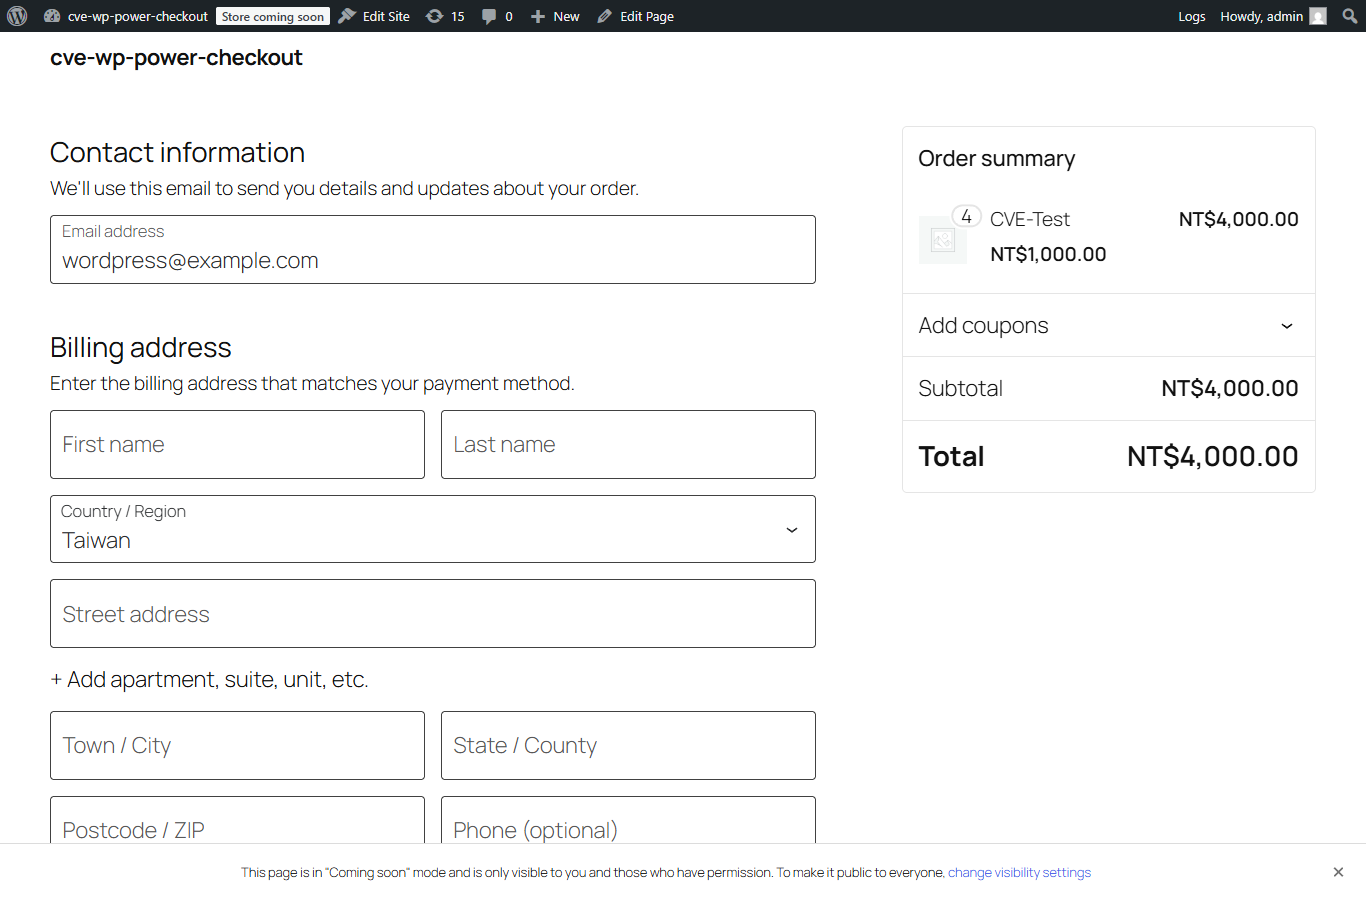 cve-wp-power-checkout Store coming soon Edit Site 15 0 New Edit Page Logs Howdy, admin
cve-wp-power-checkout
Contact information
We'll use this email to send you details and updates about your order.
Email address
wordpress@example.com
Billing address
Enter the billing address that matches your payment method.
First name
Last name
Country / Region
Taiwan
Street address
+ Add apartment, suite, unit, etc.
Town / City
State / County
Postcode / ZIP
Phone (optional)
Order summary
4 CVE-Test NT$4,000.00
NT$1,000.00
Add coupons
Subtotal NT$4,000.00
Total NT$4,000.00
This page is in "Coming soon" mode and is only visible to you and those who have permission. To make it public to everyone, change visibility settings